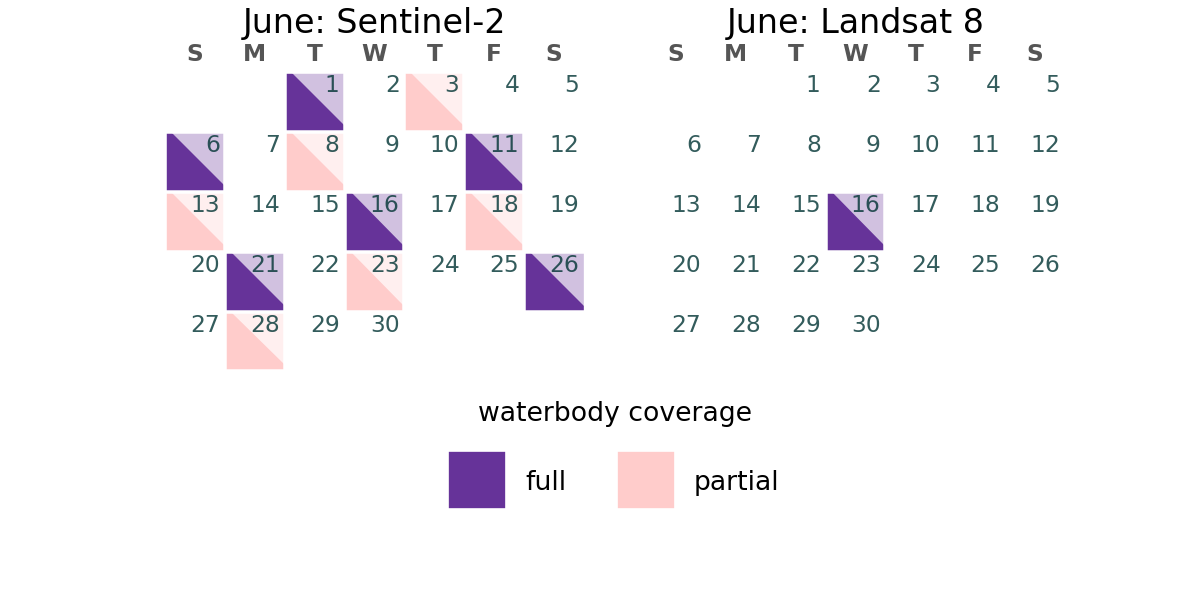 June: Sentinel-2
S M T W T F S
1 2 3 4 5
6 7 8 9 10 11 12
13 14 15 16 17 18 19
20 21 22 23 24 25 26
27 28 29 30
June: Landsat 8
S M T W T F S
1 2 3 4 5
6 7 8 9 10 11 12
13 14 15 16 17 18 19
20 21 22 23 24 25 26
27 28 29 30
waterbody coverage
full partial